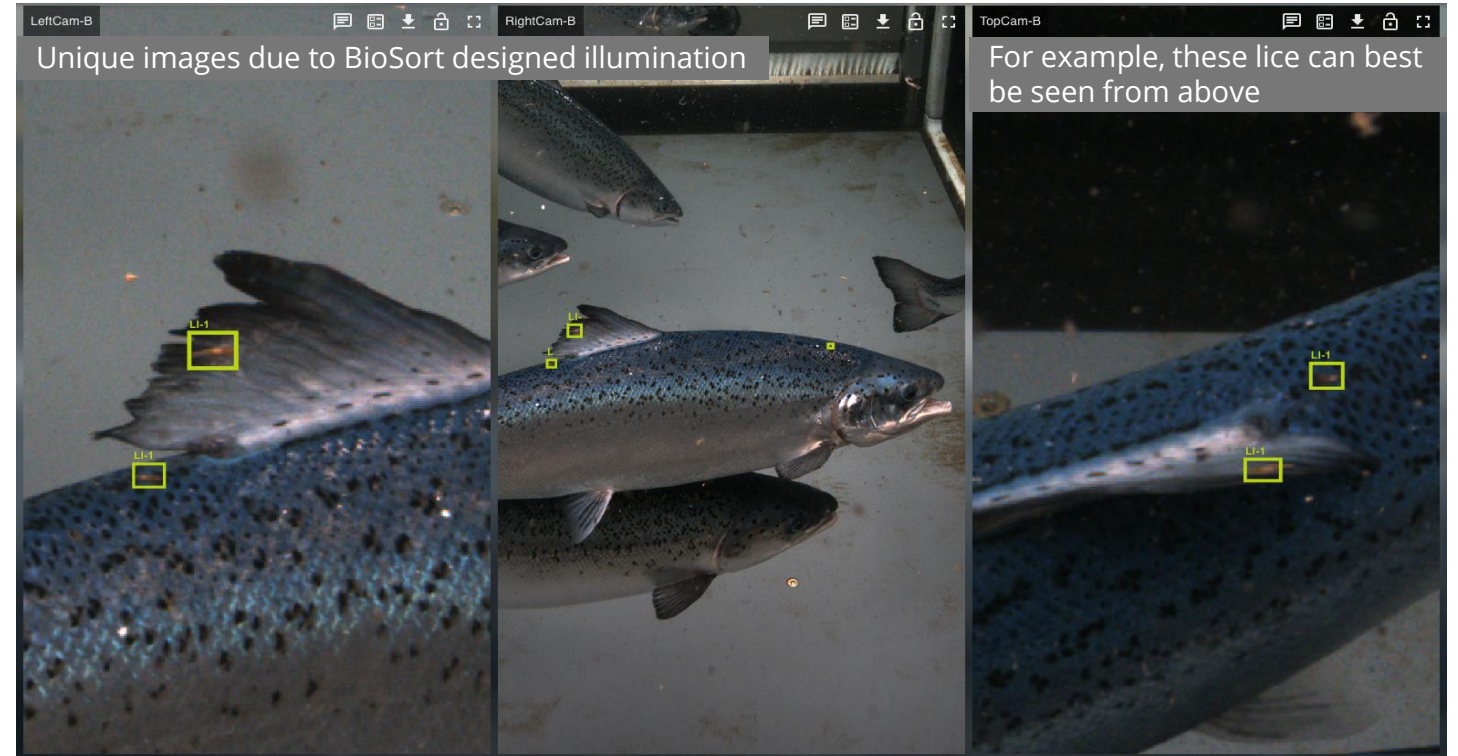 LeftCam-B
RightCam-B
TopCam-B
Unique images due to BioSort designed illumination
For example, these lice can best
be seen from above
LI-1
LI-1
LI-
L
LI-1
LI-1